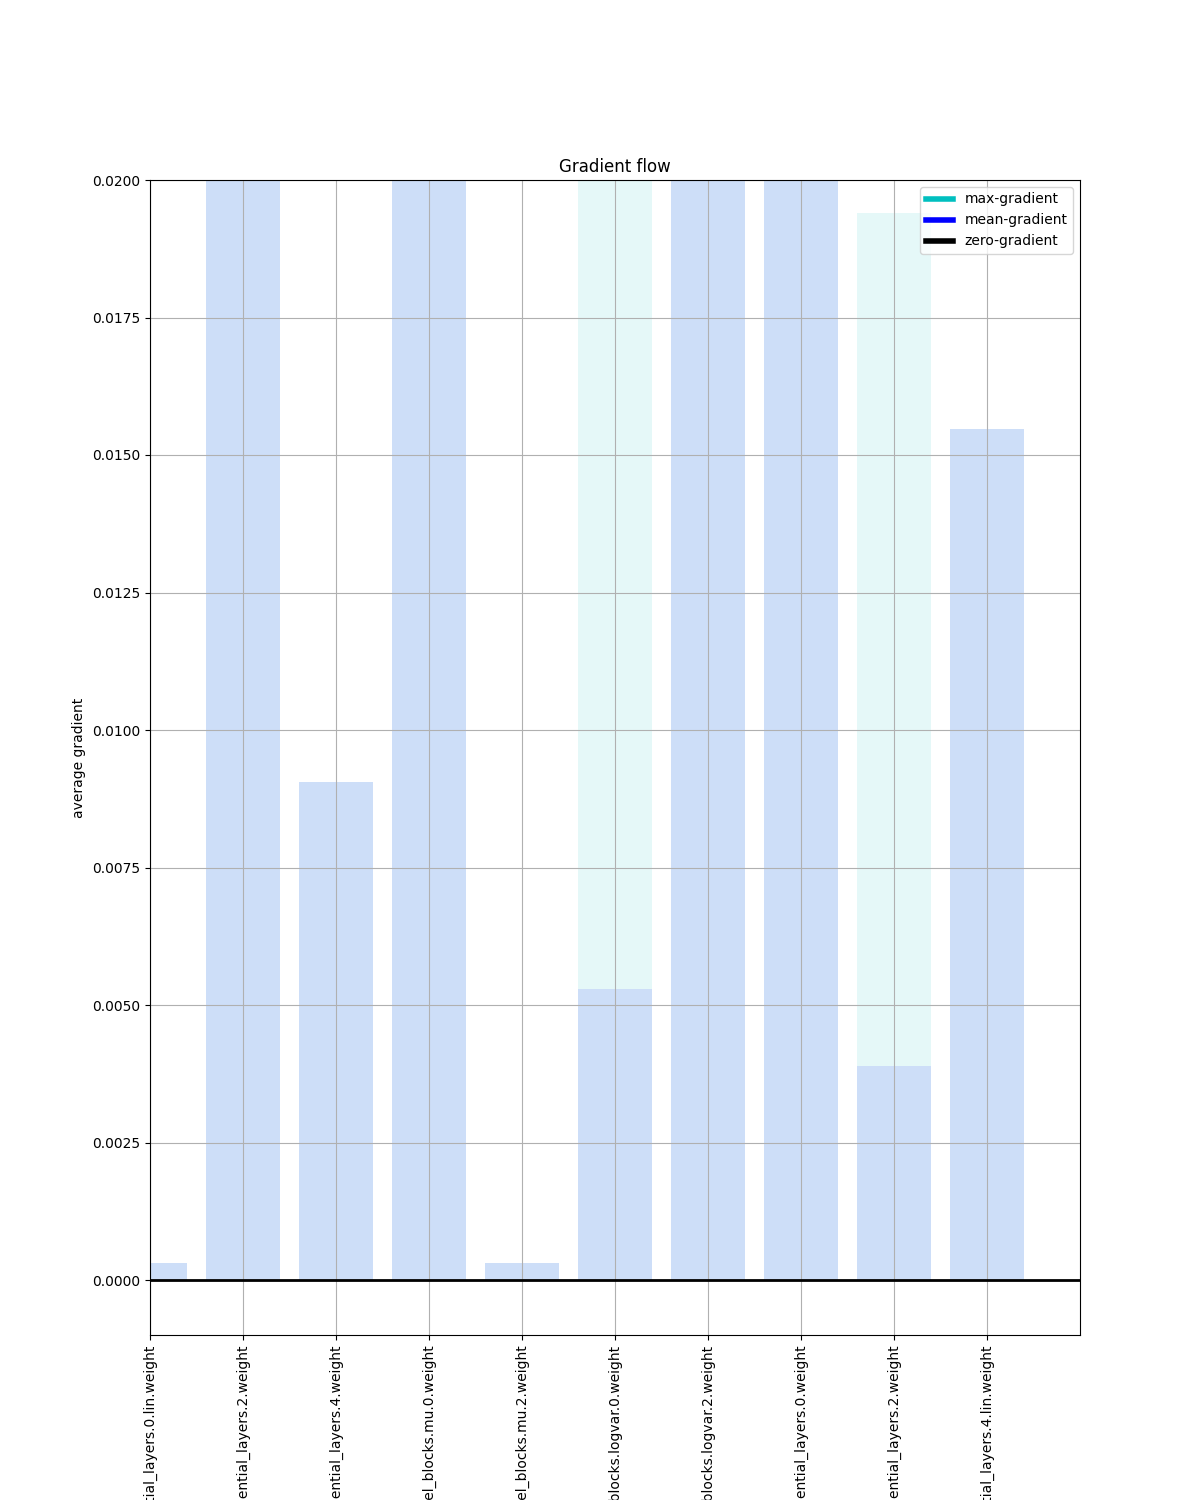 Gradient flow
max-gradient
mean-gradient
zero-gradient
0.0200
0.0175
0.0150
0.0125
0.0100
0.0075
0.0050
0.0025
0.0000
average gradient
tial_layers.0.lin.weight
ential_layers.2.weight
ential_layers.4.weight
el_blocks.mu.0.weight
el_blocks.mu.2.weight
blocks.logvar.0.weight
blocks.logvar.2.weight
ential_layers.0.weight
ential_layers.2.weight
tial_layers.4.lin.weight